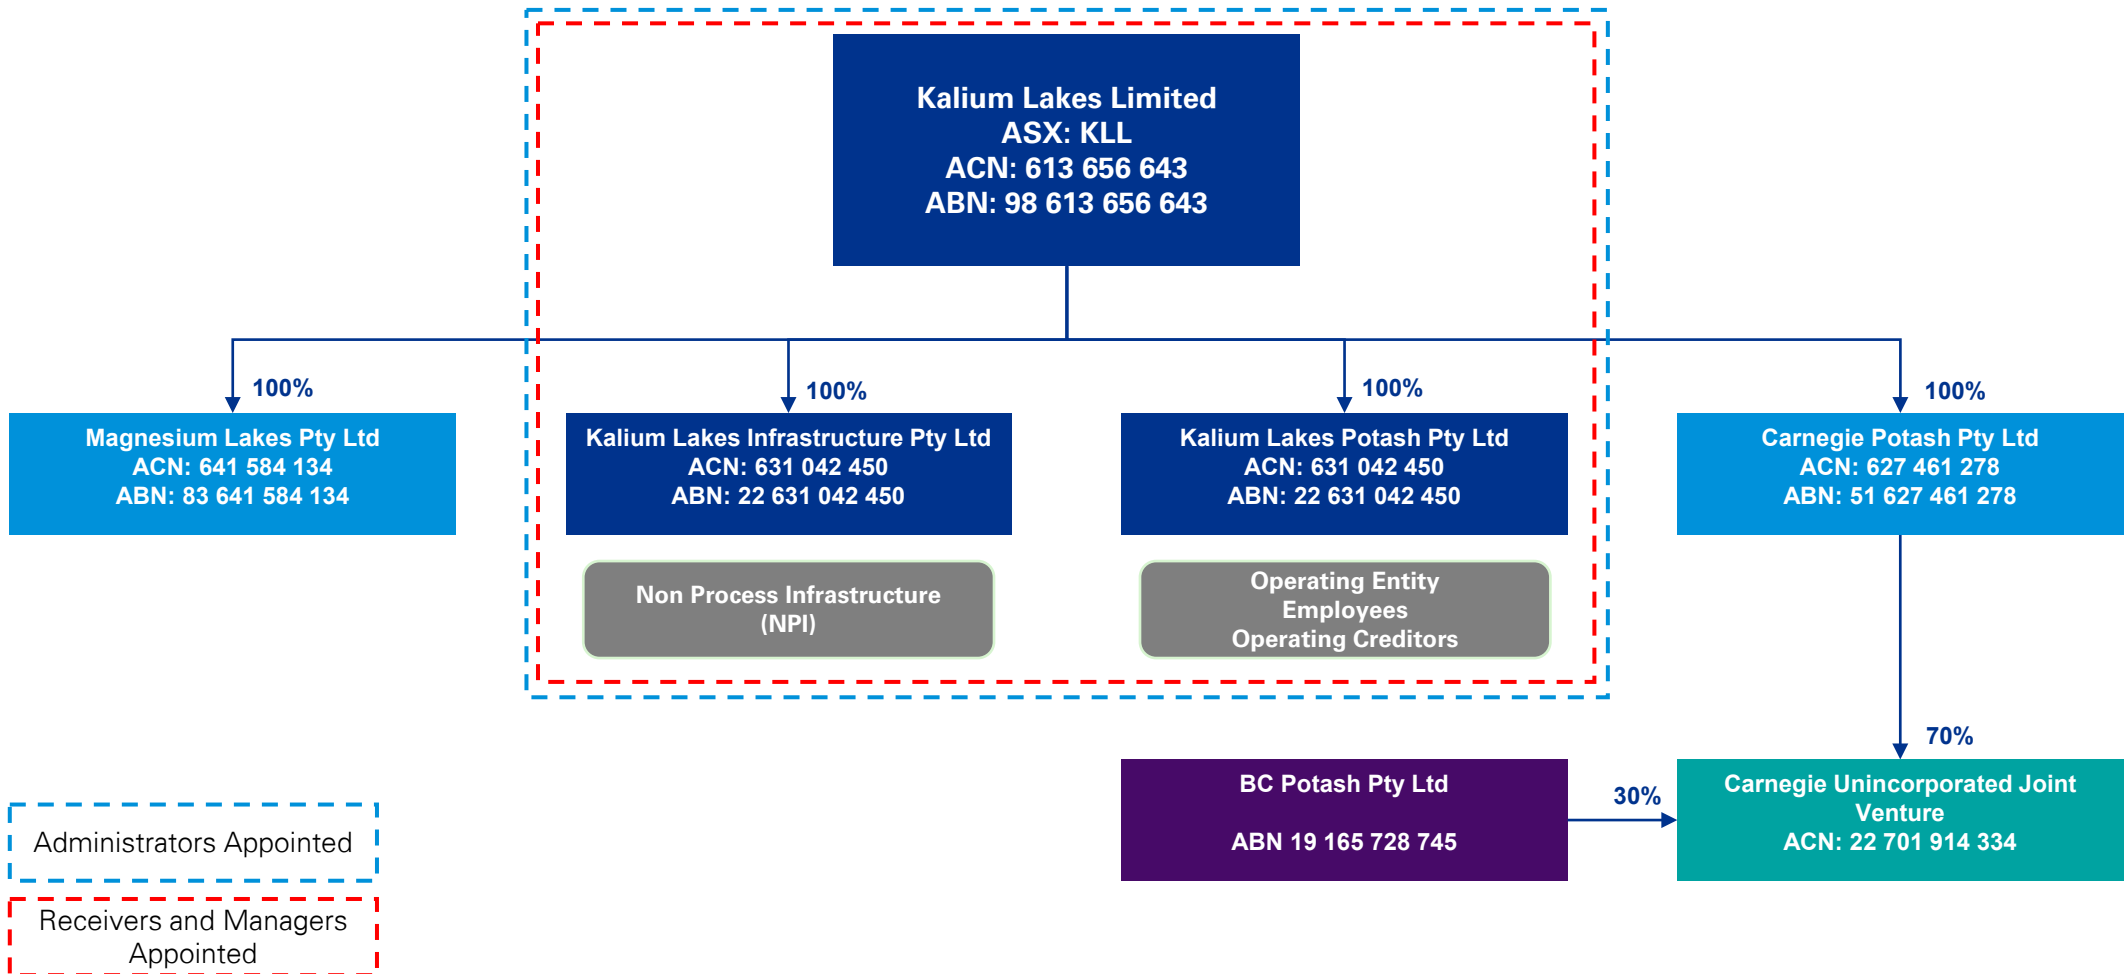 Kalium Lakes Limited
ASX: KLL
ACN: 613 656 643
ABN: 98 613 656 643
100%
100%
100%
100%
Magnesium Lakes Pty Ltd
ACN: 641 584 134
ABN: 83 641 584 134
Kalium Lakes Infrastructure Pty Ltd
ACN: 631 042 450
ABN: 22 631 042 450
Kalium Lakes Potash Pty Ltd
ACN: 631 042 450
ABN: 22 631 042 450
Carnegie Potash Pty Ltd
ACN: 627 461 278
ABN: 51 627 461 278
Non Process Infrastructure
(NPI)
Operating Entity
Employees
Operating Creditors
70%
BC Potash Pty Ltd
ABN 19 165 728 745
30%
Carnegie Unincorporated Joint
Venture
ACN: 22 701 914 334
Administrators Appointed
Receivers and Managers
Appointed